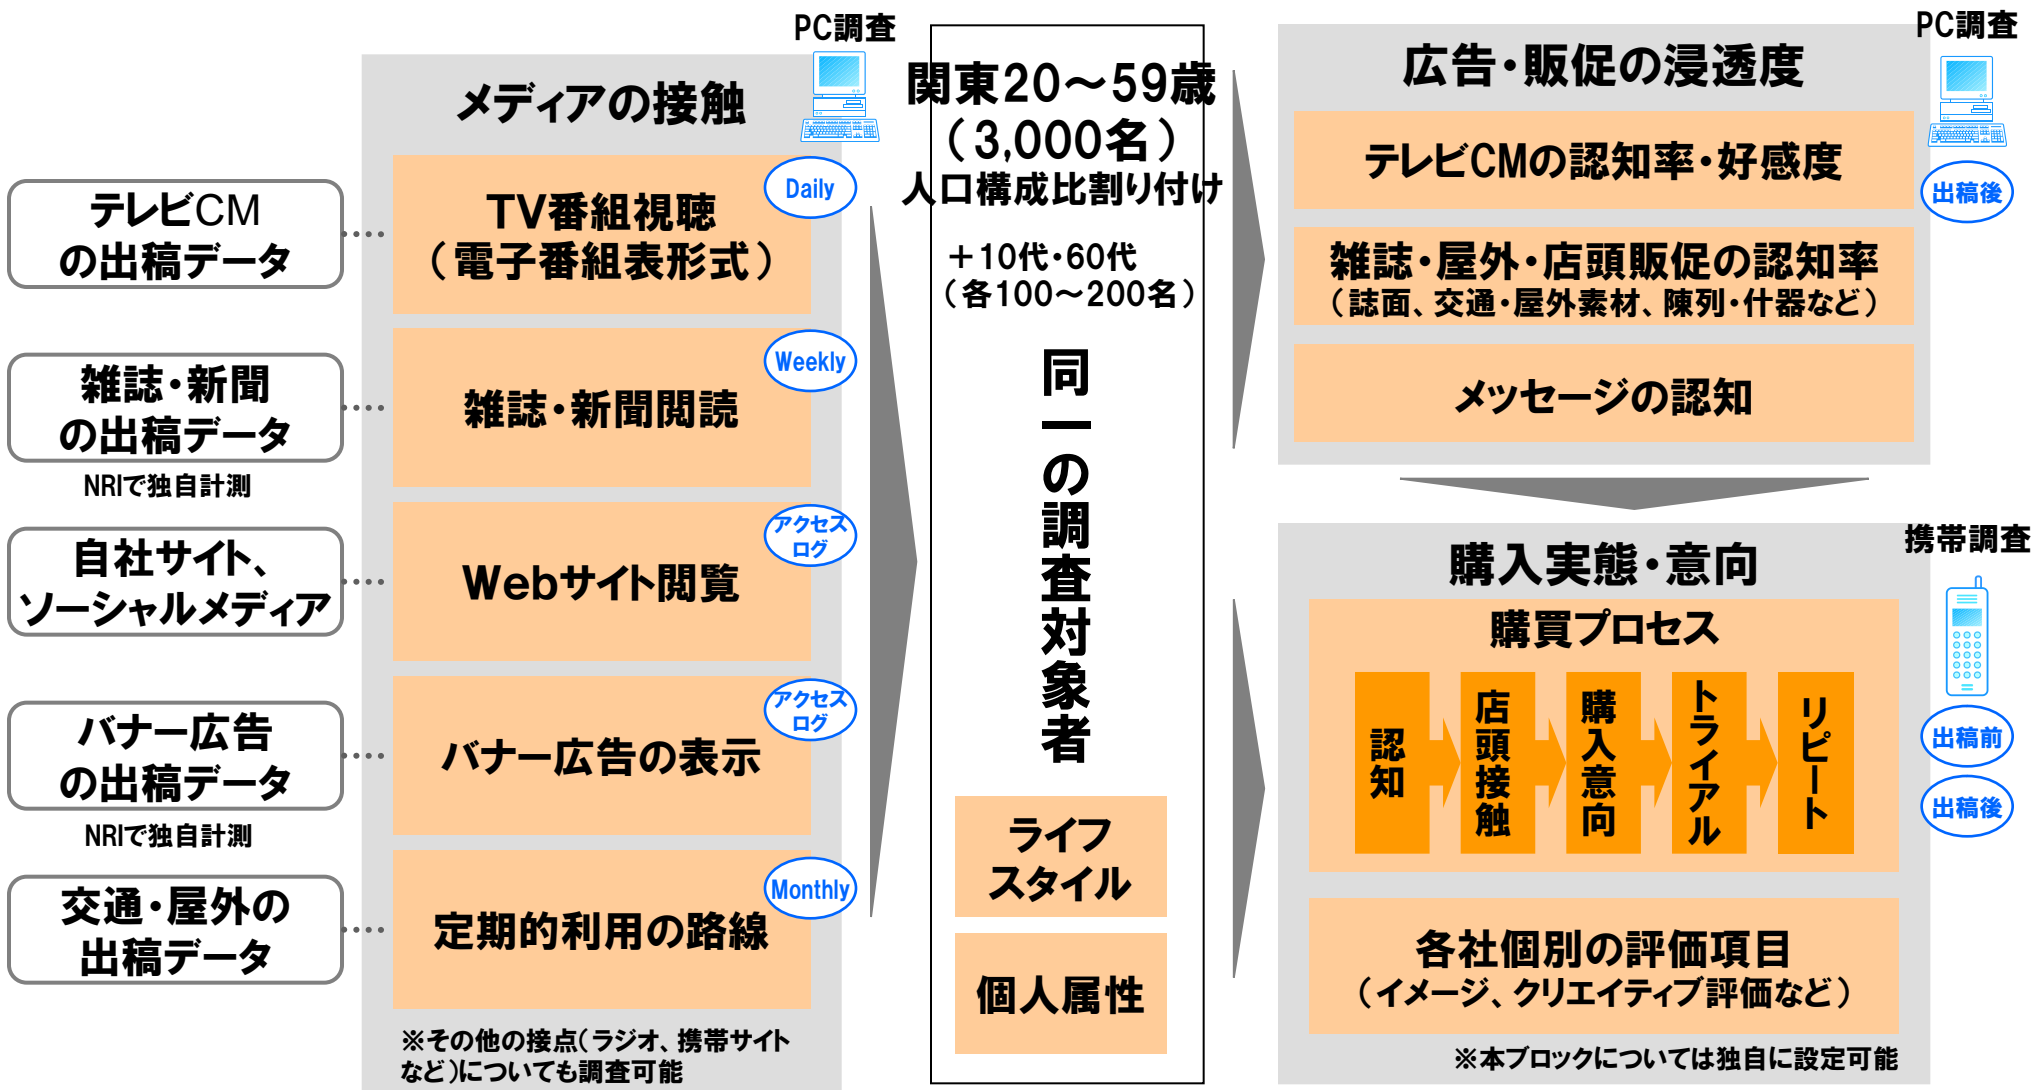 テレビCM
の出稿データ
雑誌・新聞
の出稿データ
NRIで独自計測
自社サイト、
ソーシャルメディア
バナー広告
の出稿データ
NRIで独自計測
交通・屋外の
出稿データ
PC調査
メディアの接触
Daily
TV番組視聴
（電子番組表形式）
Weekly
雑誌・新聞閲読
アクセス
ログ
Webサイト閲覧
アクセス
ログ
バナー広告の表示
Monthly
定期的利用の路線
※その他の接点（ラジオ、携帯サイト
など）についても調査可能
関東20～59歳
（3,000名）
人口構成比割り付け
＋10代・60代
（各100～200名）
同一の調査対象者
ライフ
スタイル
個人属性
PC調査
広告・販促の浸透度
出稿後
テレビCMの認知率・好感度
雑誌・屋外・店頭販促の認知率
（誌面、交通・屋外素材、陳列・什器など）
メッセージの認知
携帯調査
購入実態・意向
購買プロセス
認知
店頭接触
購入意向
トライアル
リピート
出稿前
出稿後
各社個別の評価項目
（イメージ、クリエイティブ評価など）
※本ブロックについては独自に設定可能